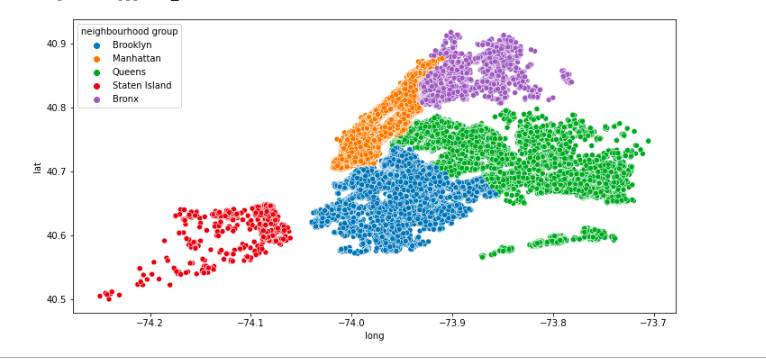 neighbourhood group
Brooklyn
Manhattan
Queens
Staten Island
Bronx
40.9
40.8
40.7
40.6
40.5
lat
−74.2
−74.1
−74.0
−73.9
−73.8
−73.7
long